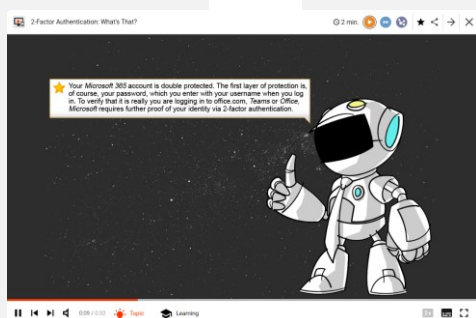 2-Factor Authentication: What's That?
2 min.
Your Microsoft 365 account is double protected. The first layer of protection is,
of course, your password, which you enter with your username when you log
in. To verify that it is really you are logging in to office.com, Teams or Office,
Microsoft requires further proof of your identity via 2-factor authentication.
0:09 / 0:32 Topic Learning